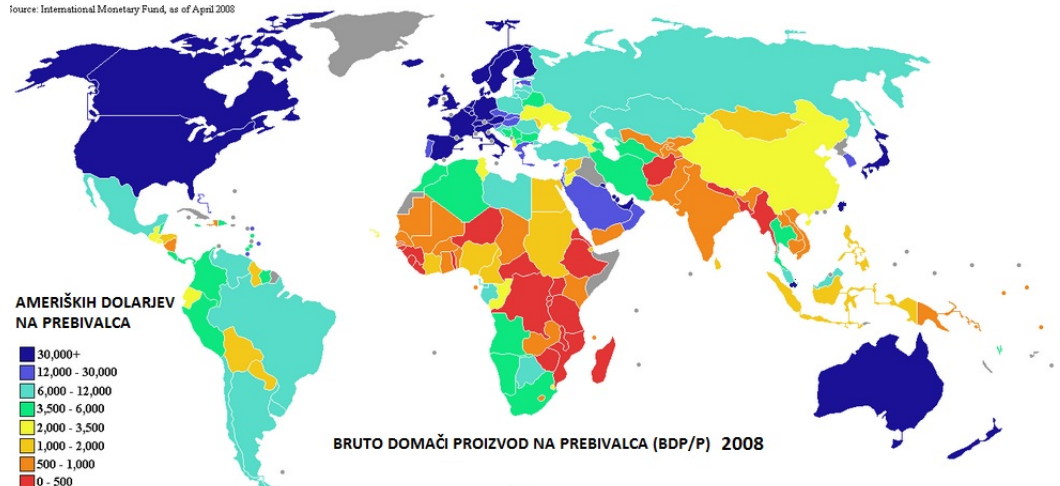 Source: International Monetary Fund, as of April 2008
AMERIŠKIH DOLARJEV
NA PREBIVALCA
30,000+
12,000 - 30,000
6,000 - 12,000
3,500 - 6,000
2,000 - 3,500
1,000 - 2,000
500 - 1,000
0 - 500
BRUTO DOMAČI PROIZVOD NA PREBIVALCA (BDP/P) 2008